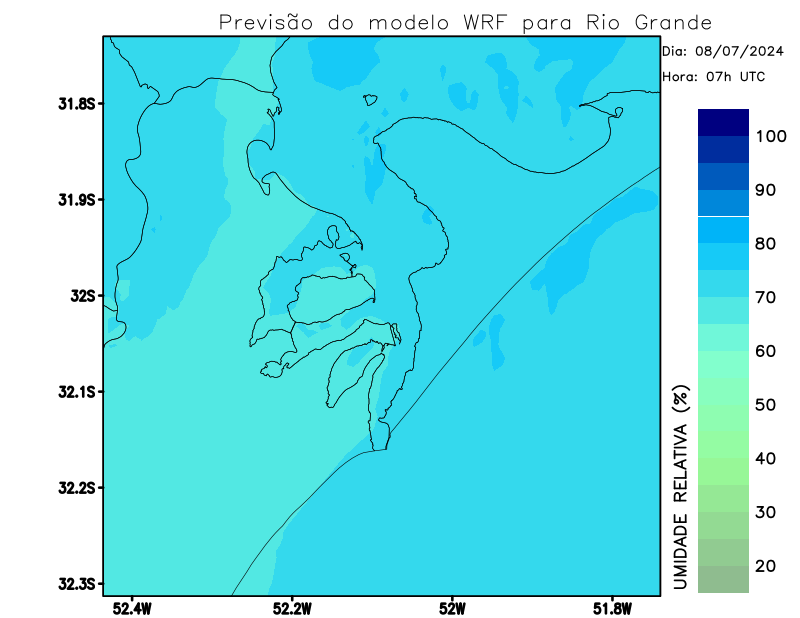 Previsão do modelo WRF para Rio Grande
Dia: 08/07/2024
Hora: 07h UTC
31.8S
31.9S
32S
32.1S
32.2S
32.3S
52.4W
52.2W
52W
51.8W
100
90
80
70
60
50
40
30
20
UMIDADE RELATIVA (%)